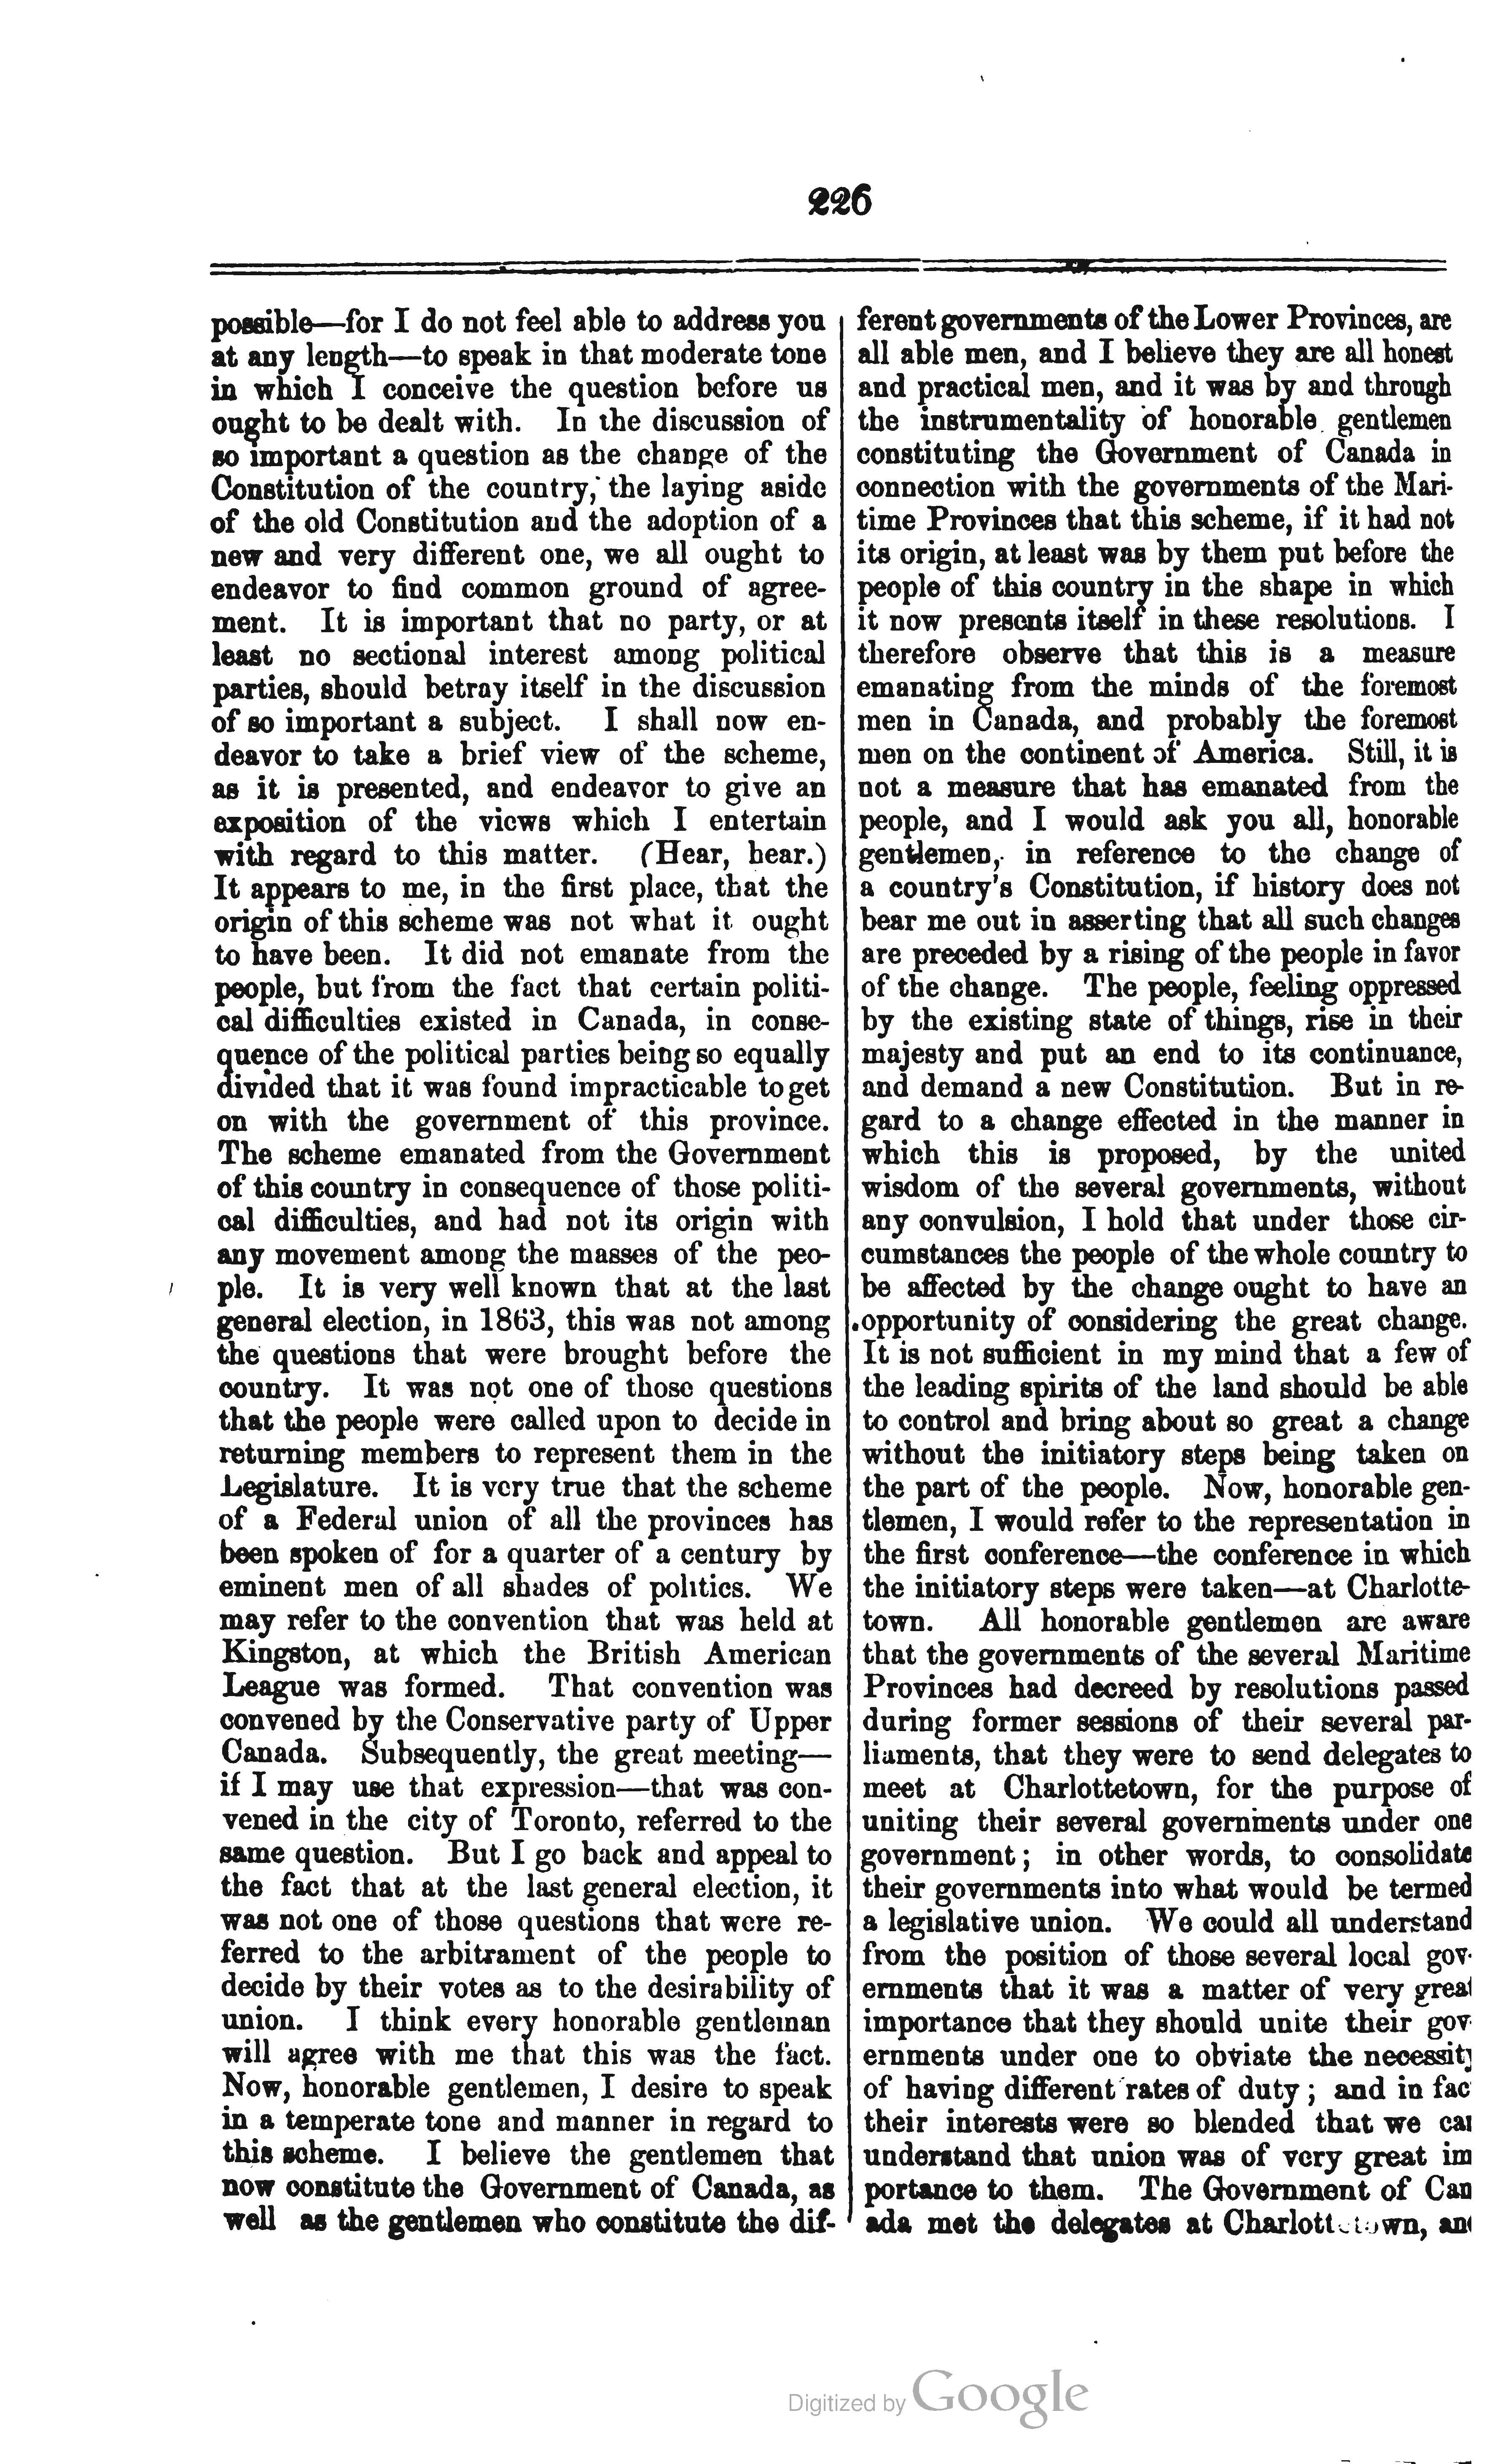 226
possible—for I do not feel able to address you
at any length—to speak in that moderate tone
in which I conceive the question before us
ought to be dealt with. In the discussion of
so important a question as the change of the
Constitution of the country, the laying aside
of the old Constitution and the adoption of a
new and very different one, we all ought to
endeavor to find common ground of agree-
ment. It is important that no party, or at
least no sectional interest among political
parties, should betray itself in the discussion
of so important a subject. I shall now en-
deavor to take a brief view of the scheme,
as it is presented, and endeavor to give an
exposition of the views which I entertain
with regard to this matter. (Hear, hear.)
It appears to me, in the first place, that the
origin of this scheme was not what it ought
to have been. It did not emanate from the
people, but from the fact that certain politi-
cal difficulties existed in Canada, in conse-
quence of the political parties being so equally
divided that it was found impracticable to get
on with the government of this province.
The scheme emanated from the Government
of this country in consequence of those politi-
cal difficulties, and had not its origin with
any movement among the masses of the peo-
ple. It is very well known that at the last
general election, in 1863, this was not among
the questions that were brought before the
country. It was not one of those questions
that the people were called upon to decide in
returning members to represent them in the
Legislature. It is very true that the scheme
of a Federal union of all the provinces has
been spoken of for a quarter of a century by
eminent men of all shades of politics. We
may refer to the convention that was held at
Kingston, at which the British American
League was formed. That convention was
convened by the Conservative party of Upper
Canada. Subsequently, the great meeting—
if I may use that expression—that was con-
vened in the city of Toronto, referred to the
same question. But I go back and appeal to
the fact that at the last general election, it
was not one of those questions that were re-
ferred to the arbitrament of the people to
decide by their votes as to the desirability of
union. I think every honorable gentleman
will agree with me that this was the fact.
Now, honorable gentlemen, I desire to speak
in a temperate tone and manner in regard to
this scheme. I believe the gentlemen that
now constitute the Government of Canada, as
well as the gentlemen who constitute the dif-
ferent governments of the Lower Provinces, are
all able men, and I believe they are all honest
and practical men, and it was by and through
the instrumentality of honorable gentlemen
constituting the Government of Canada in
connection with the governments of the Mari-
time Provinces that this scheme, if it had not
its origin, at least was by them put before the
people of this country in the shape in which
it now presents itself in these resolutions. I
therefore observe that this is a measure
emanating from the minds of the foremost
men in Canada, and probably the foremost
men on the continent of America. Still, it is
not a measure that has emanated from the
people, and I would ask you all, honorable
gentlemen, in reference to the change of
a country's Constitution, if history does not
bear me out in asserting that all such changes
are preceded by a rising of the people in favor
of the change. The people, feeling oppressed
by the existing state of things, rise in their
majesty and put an end to its continuance,
and demand a new Constitution. But in re-
gard to a change effected in the manner in
which this is proposed, by the united
wisdom of the several governments, without
any convulsion, I hold that under those cir-
cumstances the people of the whole country to
be affected by the change ought to have an
opportunity of considering the great change.
It is not sufficient in my mind that a few of
the leading spirits of the land should be able
to control and bring about so great a change
without the initiatory steps being taken on
the part of the people. Now, honorable gen-
tlemen, I would refer to the representation in
the first conference—the conference in which
the initiatory steps were taken—at Charlotte-
town. All honorable gentlemen are aware
that the governments of the several Maritime
Provinces had decreed by resolutions passed
during former sessions of their several par-
liaments, that they were to send delegates to
meet at Charlottetown, for the purpose of
uniting their several governments under one
government; in other words, to consolidate
their governments into what would be termed
a legislative union. We could all understand
from the position of those several local gov-
ernments that it was a matter of very great
importance that they should unite their gov-
ernments under one to obviate the necessity
of having different rates of duty; and in fac
their interests were so blended that we ca
understand that union was of very great im
portance to them. The Government of Can
ada met the delegates at Charlottetown, an
Digitized by Google